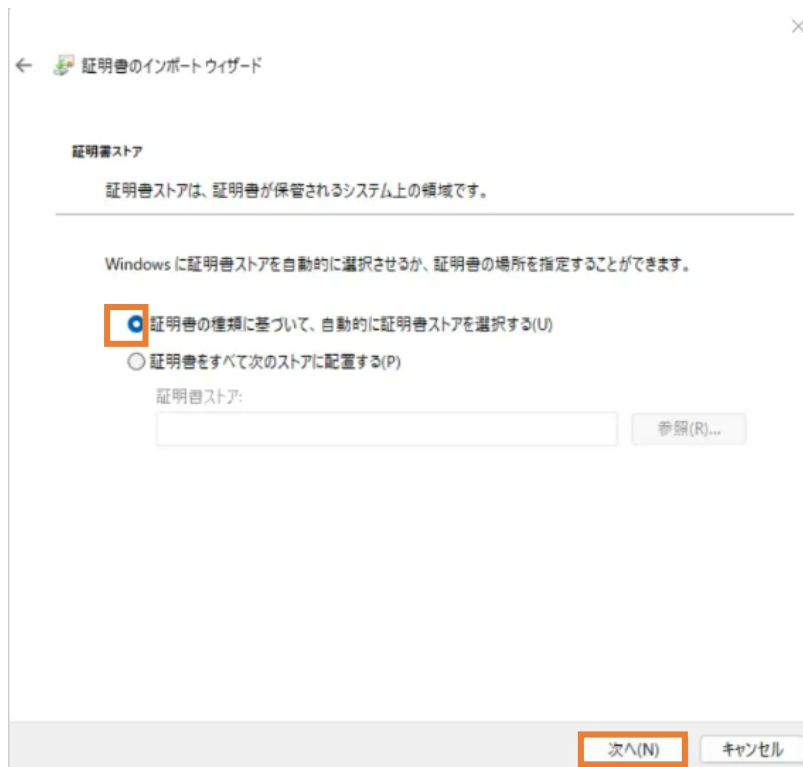 証明書のインポート ウィザード
証明書ストア
証明書ストアは、証明書が保管されるシステム上の領域です。
Windows に証明書ストアを自動的に選択させるか、証明書の場所を指定することができます。
証明書の種類に基づいて、自動的に証明書ストアを選択する(U)
証明書をすべて次のストアに配置する(P)
証明書ストア:
参照(R)...
次へ(N)
キャンセル